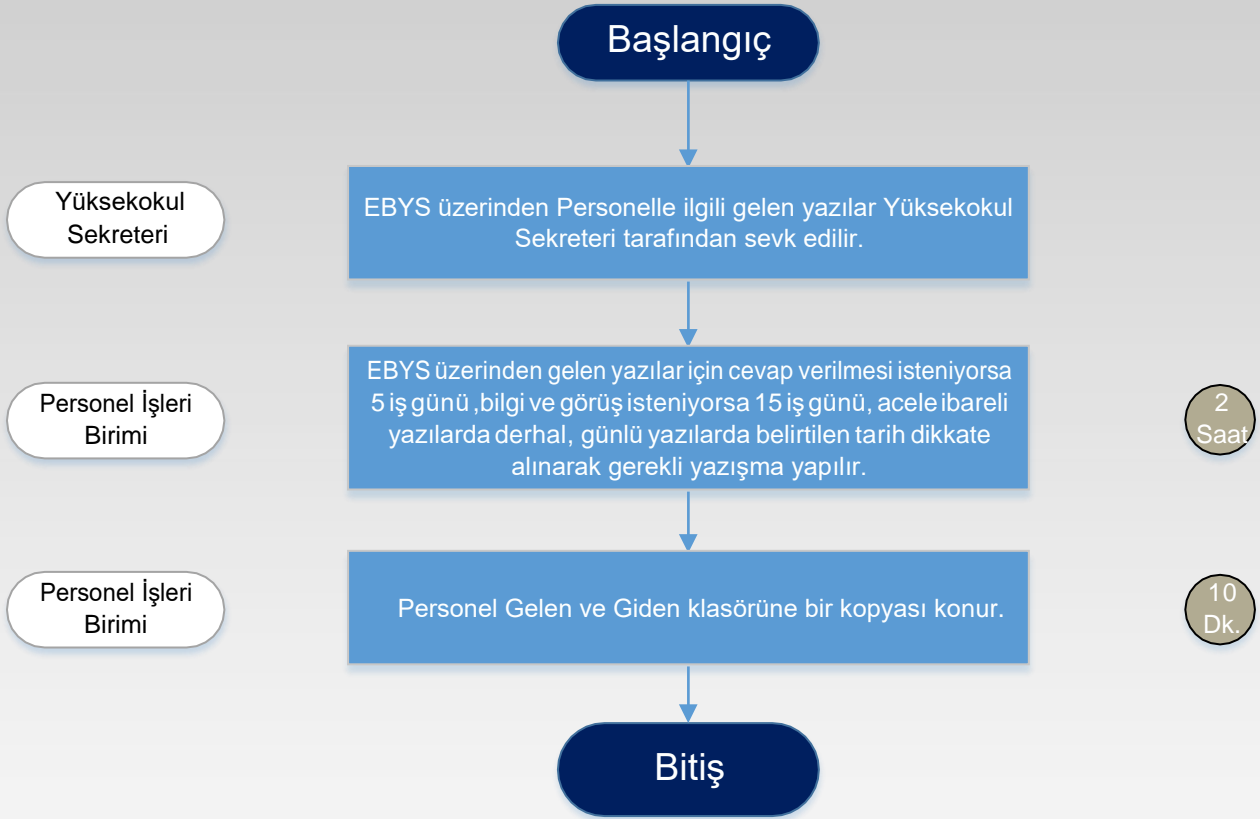 Başlangıç
Yüksekokul
Sekreteri
EBYS üzerinden Personelle ilgili gelen yazılar Yüksekokul
Sekreteri tarafından sevk edilir.
Personel İşleri
Birimi
EBYS üzerinden gelen yazılar için cevap verilmesi isteniyorsa
5 iş günü ,bilgi ve görüş isteniyorsa 15 iş günü, acele ibareli
yazılarda derhal, günlü yazılarda belirtilen tarih dikkate
alınarak gerekli yazışma yapılır.
2
Saat
Personel İşleri
Birimi
Personel Gelen ve Giden klasörüne bir kopyası konur.
10
Dk.
Bitiş